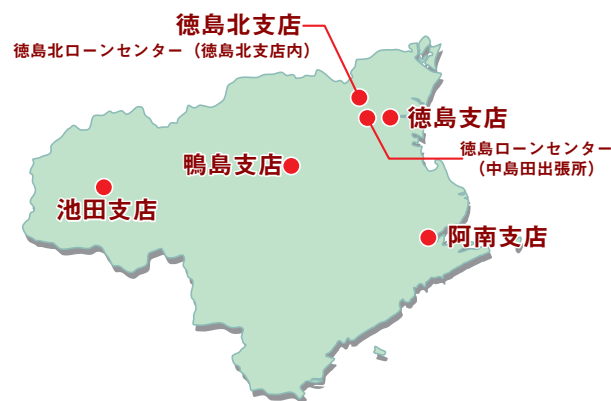 徳島北支店
徳島北ローンセンター（徳島北支店内）
徳島支店
徳島ローンセンター
（中島田出張所）
鴨島支店
池田支店
阿南支店